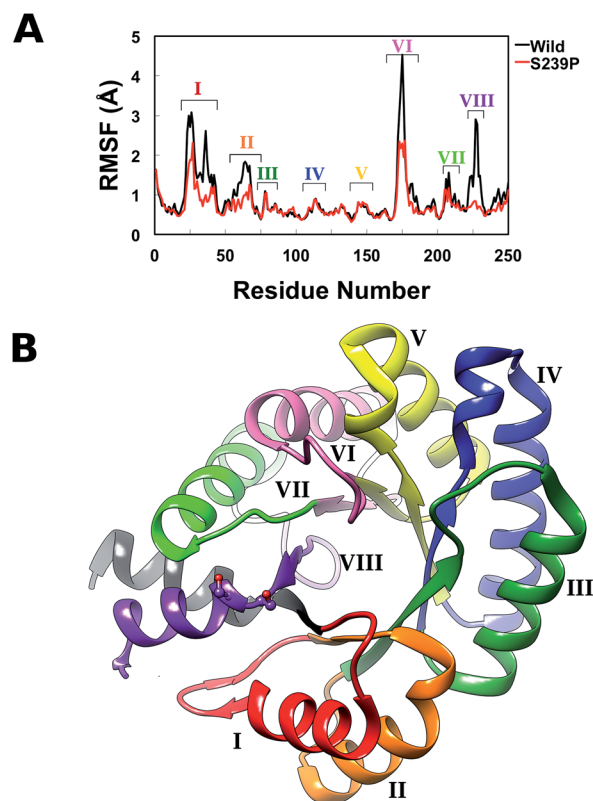 A
5
4
3
2
1
0
RMSF (Å)
I
II
III
IV
V
VI
VII
VIII
Wild
S239P
0 50 100 150 200 250
Residue Number
B
V
IV
VI
VII
VIII
III
I
II